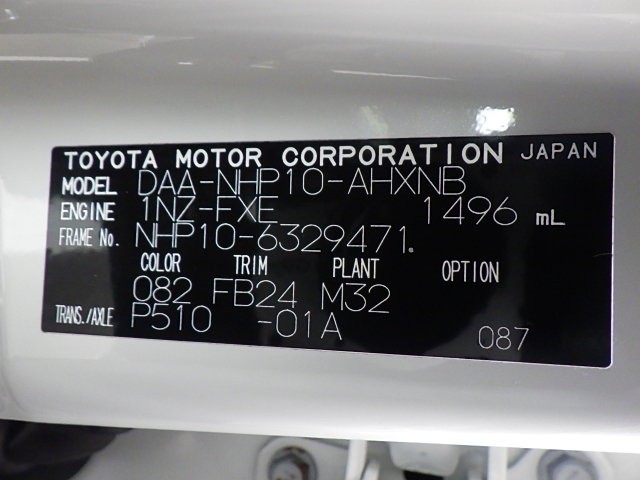 TOYOTA MOTOR CORPORATION JAPAN
MODEL DAA-NHP10-AHXNB
ENGINE 1NZ-FXE 1496 mL
FRAME No. NHP10-6329471.
COLOR TRIM PLANT OPTION
082 FB24 M32
TRANS./AXLE P510 -01A 087